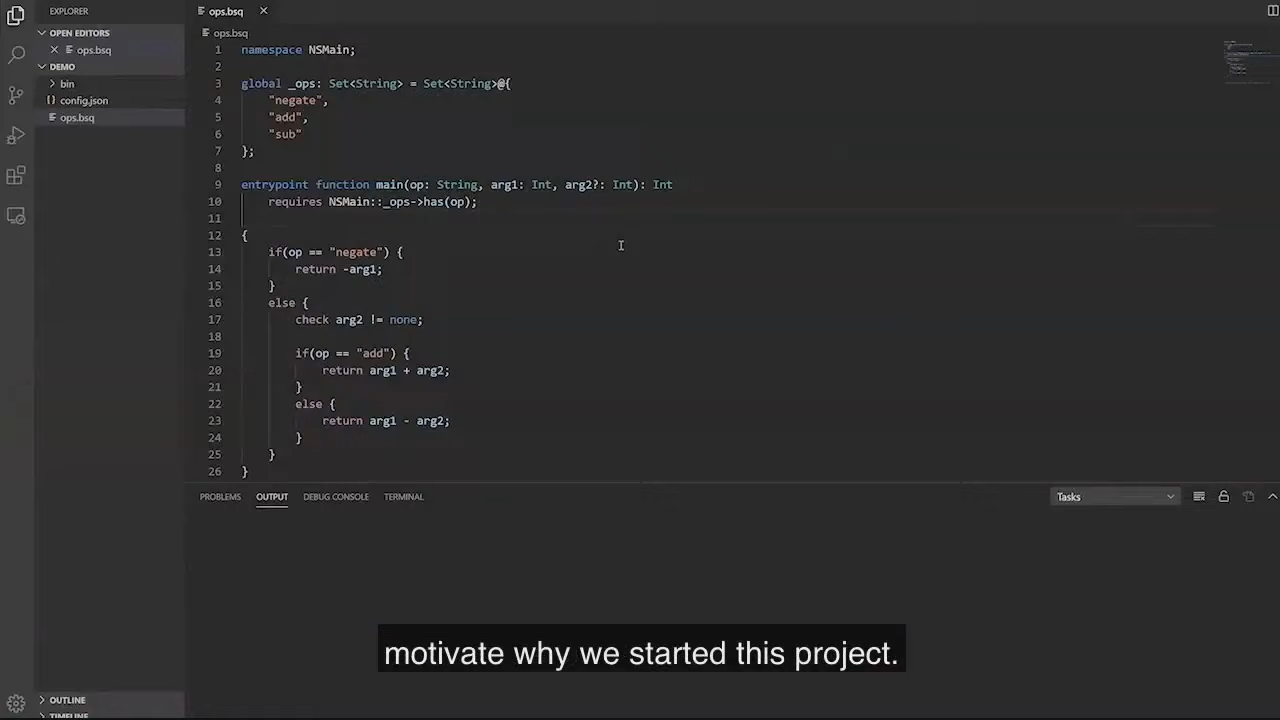 EXPLORER
OPEN EDITORS
ops.bsq
DEMO
bin
config.json
ops.bsq
OUTLINE
TIMELINE
ops.bsq
ops.bsq
1 namespace NSMain;
2
3 global _ops: Set<String> = Set<String>@{
4 "negate",
5 "add",
6 "sub"
7 };
8
9 entrypoint function main(op: String, arg1: Int, arg2?: Int): Int
10 requires NSMain::_ops->has(op);
11
12 {
13 if(op == "negate") {
14 return -arg1;
15 }
16 else {
17 check arg2 != none;
18
19 if(op == "add") {
20 return arg1 + arg2;
21 }
22 else {
23 return arg1 - arg2;
24 }
25 }
26 }
PROBLEMS OUTPUT DEBUG CONSOLE TERMINAL Tasks
motivate why we started this project.